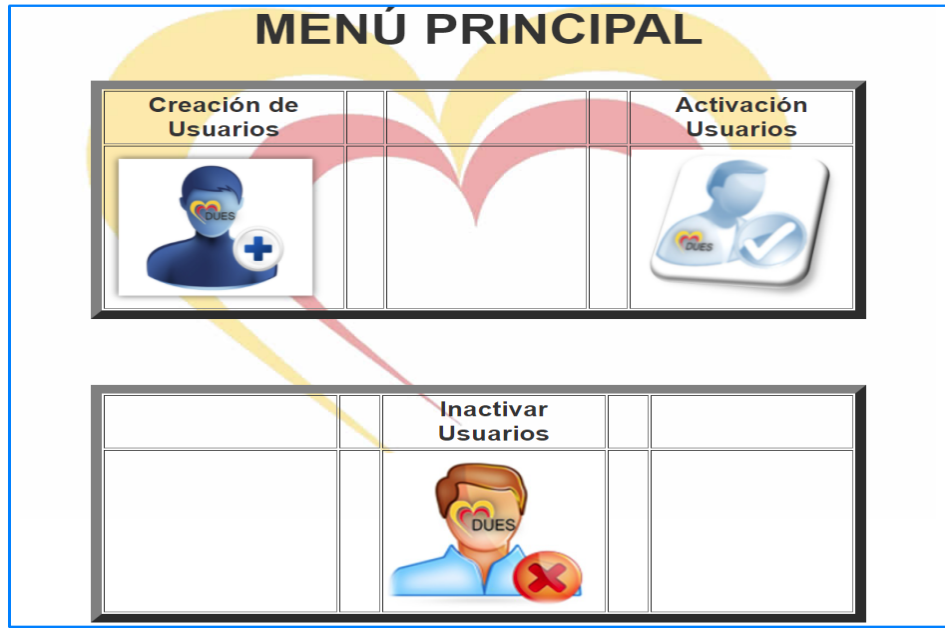 MENÚ PRINCIPAL
Creación de
Usuarios
Activación
Usuarios
DUES
DUES
Inactivar
Usuarios
DUES